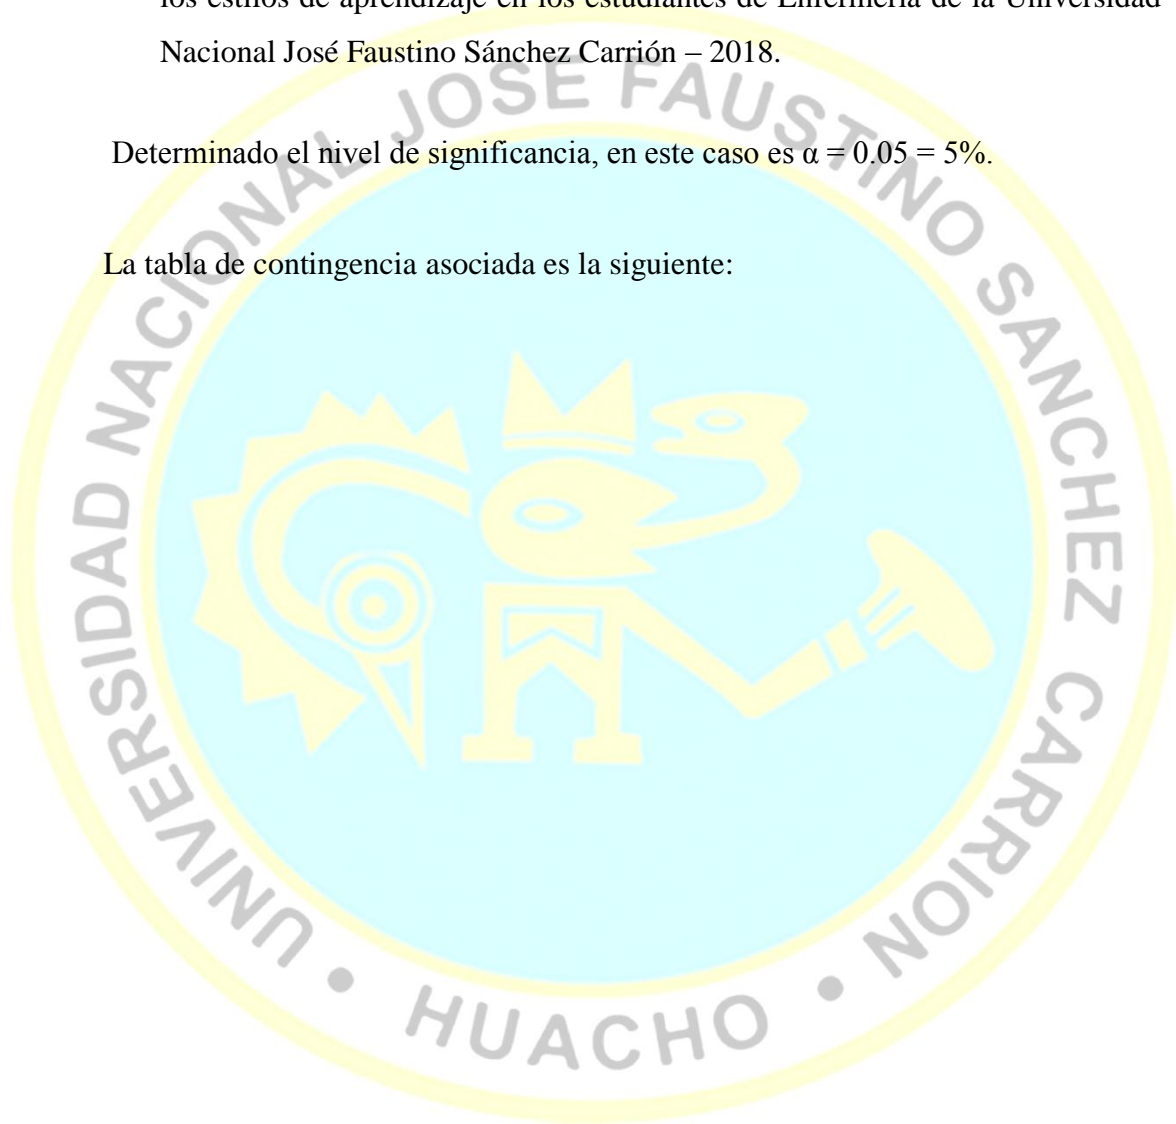 los estilos de aprendizaje en los estudiantes de Enfermería de la Universidad
Nacional José Faustino Sánchez Carrión – 2018.
Determinado el nivel de significancia, en este caso es α = 0.05 = 5%.
La tabla de contingencia asociada es la siguiente:
UNIVERSIDAD NACIONAL JOSE FAUSTINO SANCHEZ CARRION • HUACHO •